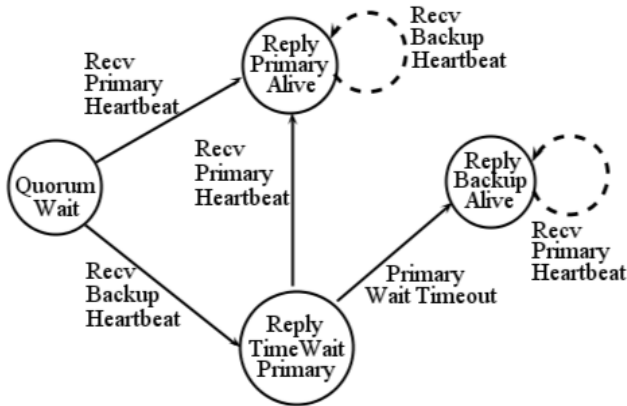 Reply
Primary
Alive
Recv
Backup
Heartbeat
Recv
Primary
Heartbeat
Recv
Primary
Heartbeat
Quorum
Wait
Reply
Backup
Alive
Recv
Primary
Heartbeat
Recv
Backup
Heartbeat
Primary
Wait Timeout
Reply
TimeWait
Primary